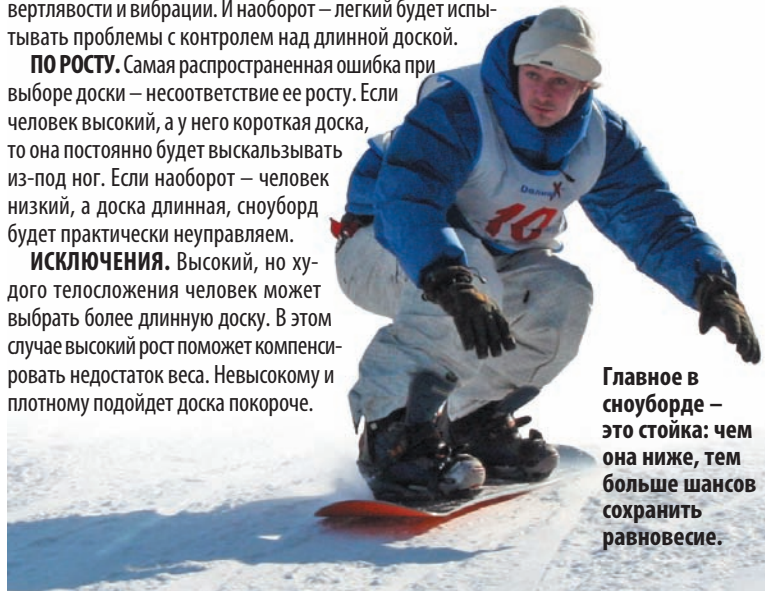 вертлявости и вибрации. И наоборот – легкий будет испы-
тывать проблемы с контролем над длинной доской.
ПО РОСТУ. Самая распространенная ошибка при
выборе доски – несоответствие ее росту. Если
человек высокий, а у него короткая доска,
то она постоянно будет выскальзывать
из-под ног. Если наоборот – человек
низкий, а доска длинная, сноуборд
будет практически неуправляем.
ИСКЛЮЧЕНИЯ. Высокий, но ху-
дого телосложения человек может
выбрать более длинную доску. В этом
случае высокий рост поможет компенси-
ровать недостаток веса. Невысокому и
плотному подойдет доска покороче.
10
Главное в
сноуборде –
это стойка: чем
она ниже, тем
больше шансов
сохранить
равновесие.